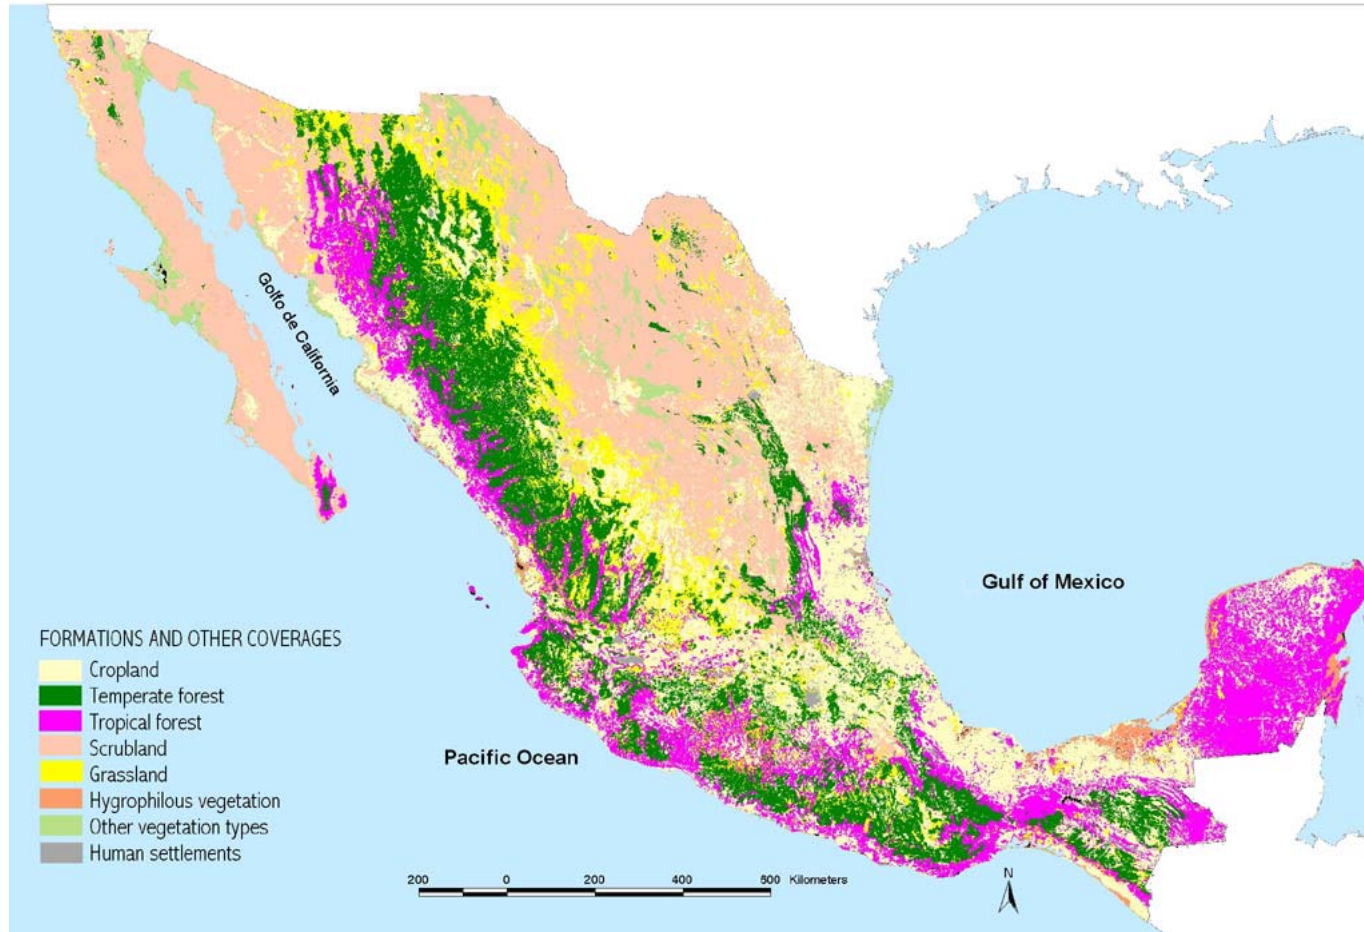 Golfo de California
Gulf of Mexico
Pacific Ocean
FORMATIONS AND OTHER COVERAGES
Cropland
Temperate forest
Tropical forest
Scrubland
Grassland
Hygrophilous vegetation
Other vegetation types
Human settlements
200 0 200 400 600 Kilometers
N